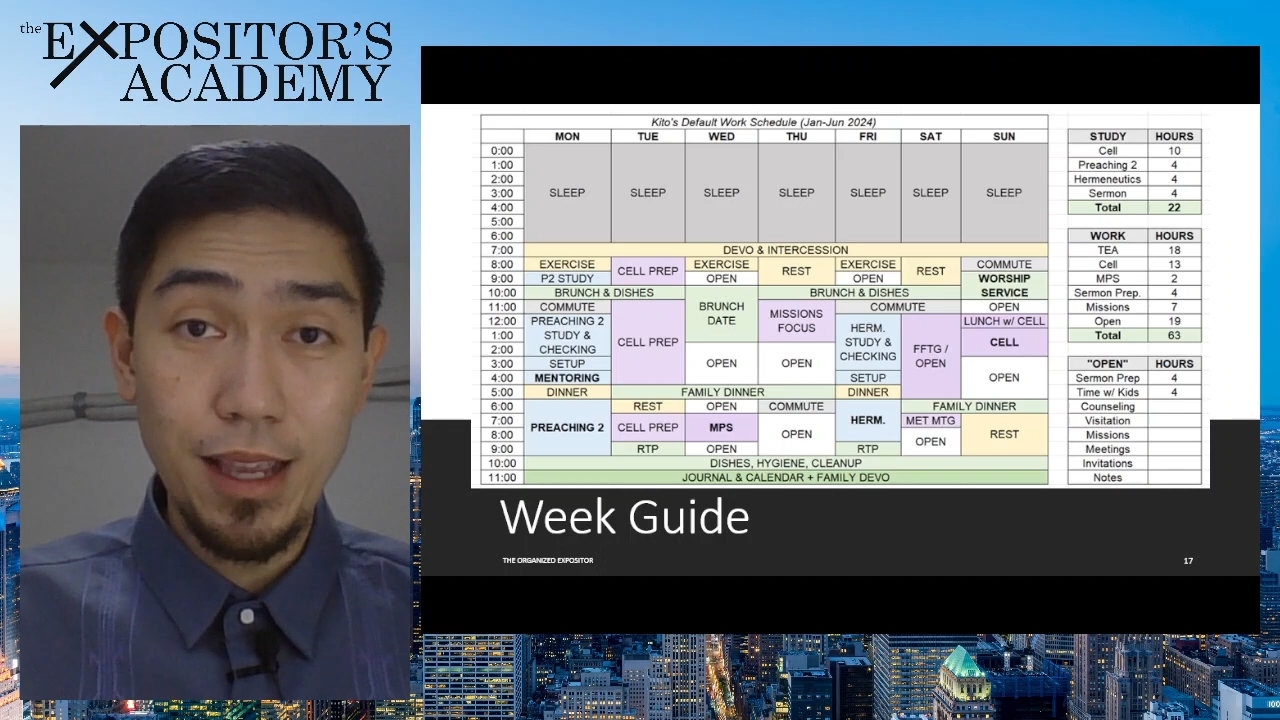 the EXPOSITOR'S
ACADEMY
Kito's Default Work Schedule (Jan-Jun 2024)
MON TUE WED THU FRI SAT SUN
0:00
1:00
2:00
3:00 SLEEP SLEEP SLEEP SLEEP SLEEP SLEEP SLEEP
4:00
5:00
6:00
7:00 DEVO & INTERCESSION
8:00 EXERCISE CELL PREP EXERCISE REST EXERCISE REST COMMUTE
9:00 P2 STUDY OPEN OPEN WORSHIP
10:00 BRUNCH & DISHES BRUNCH & DISHES SERVICE
11:00 COMMUTE BRUNCH DATE MISSIONS FOCUS COMMUTE OPEN
12:00 PREACHING 2 LUNCH w/ CELL
1:00 STUDY & HERM. STUDY & CHECKING CELL
2:00 CHECKING CELL PREP FFTG / OPEN
3:00 SETUP OPEN OPEN
4:00 MENTORING SETUP OPEN
5:00 DINNER FAMILY DINNER DINNER
6:00 REST OPEN COMMUTE FAMILY DINNER
7:00 PREACHING 2 CELL PREP MPS HERM. MET MTG
8:00 OPEN OPEN REST
9:00 RTP OPEN RTP
10:00 DISHES, HYGIENE, CLEANUP
11:00 JOURNAL & CALENDAR + FAMILY DEVO
STUDY HOURS
Cell 10
Preaching 2 4
Hermeneutics 4
Sermon 4
Total 22
WORK HOURS
TEA 18
Cell 13
MPS 2
Sermon Prep. 4
Missions 7
Open 19
Total 63
"OPEN" HOURS
Sermon Prep 4
Time w/ Kids 4
Counseling
Visitation
Missions
Meetings
Invitations
Notes
Week Guide
THE ORGANIZED EXPOSITOR 17